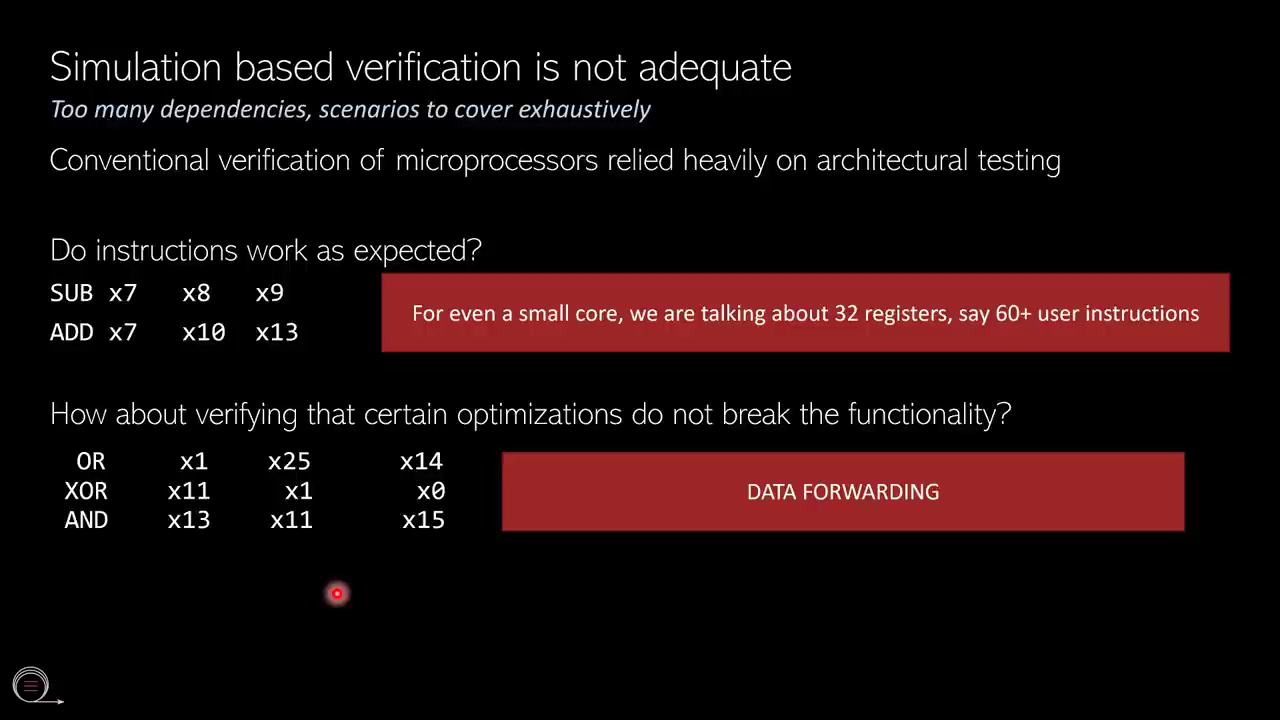 Simulation based verification is not adequate
Too many dependencies, scenarios to cover exhaustively
Conventional verification of microprocessors relied heavily on architectural testing
Do instructions work as expected?
SUB x7 x8 x9
ADD x7 x10 x13
For even a small core, we are talking about 32 registers, say 60+ user instructions
How about verifying that certain optimizations do not break the functionality?
OR x1 x25 x14
XOR x11 x1 x0
AND x13 x11 x15
DATA FORWARDING